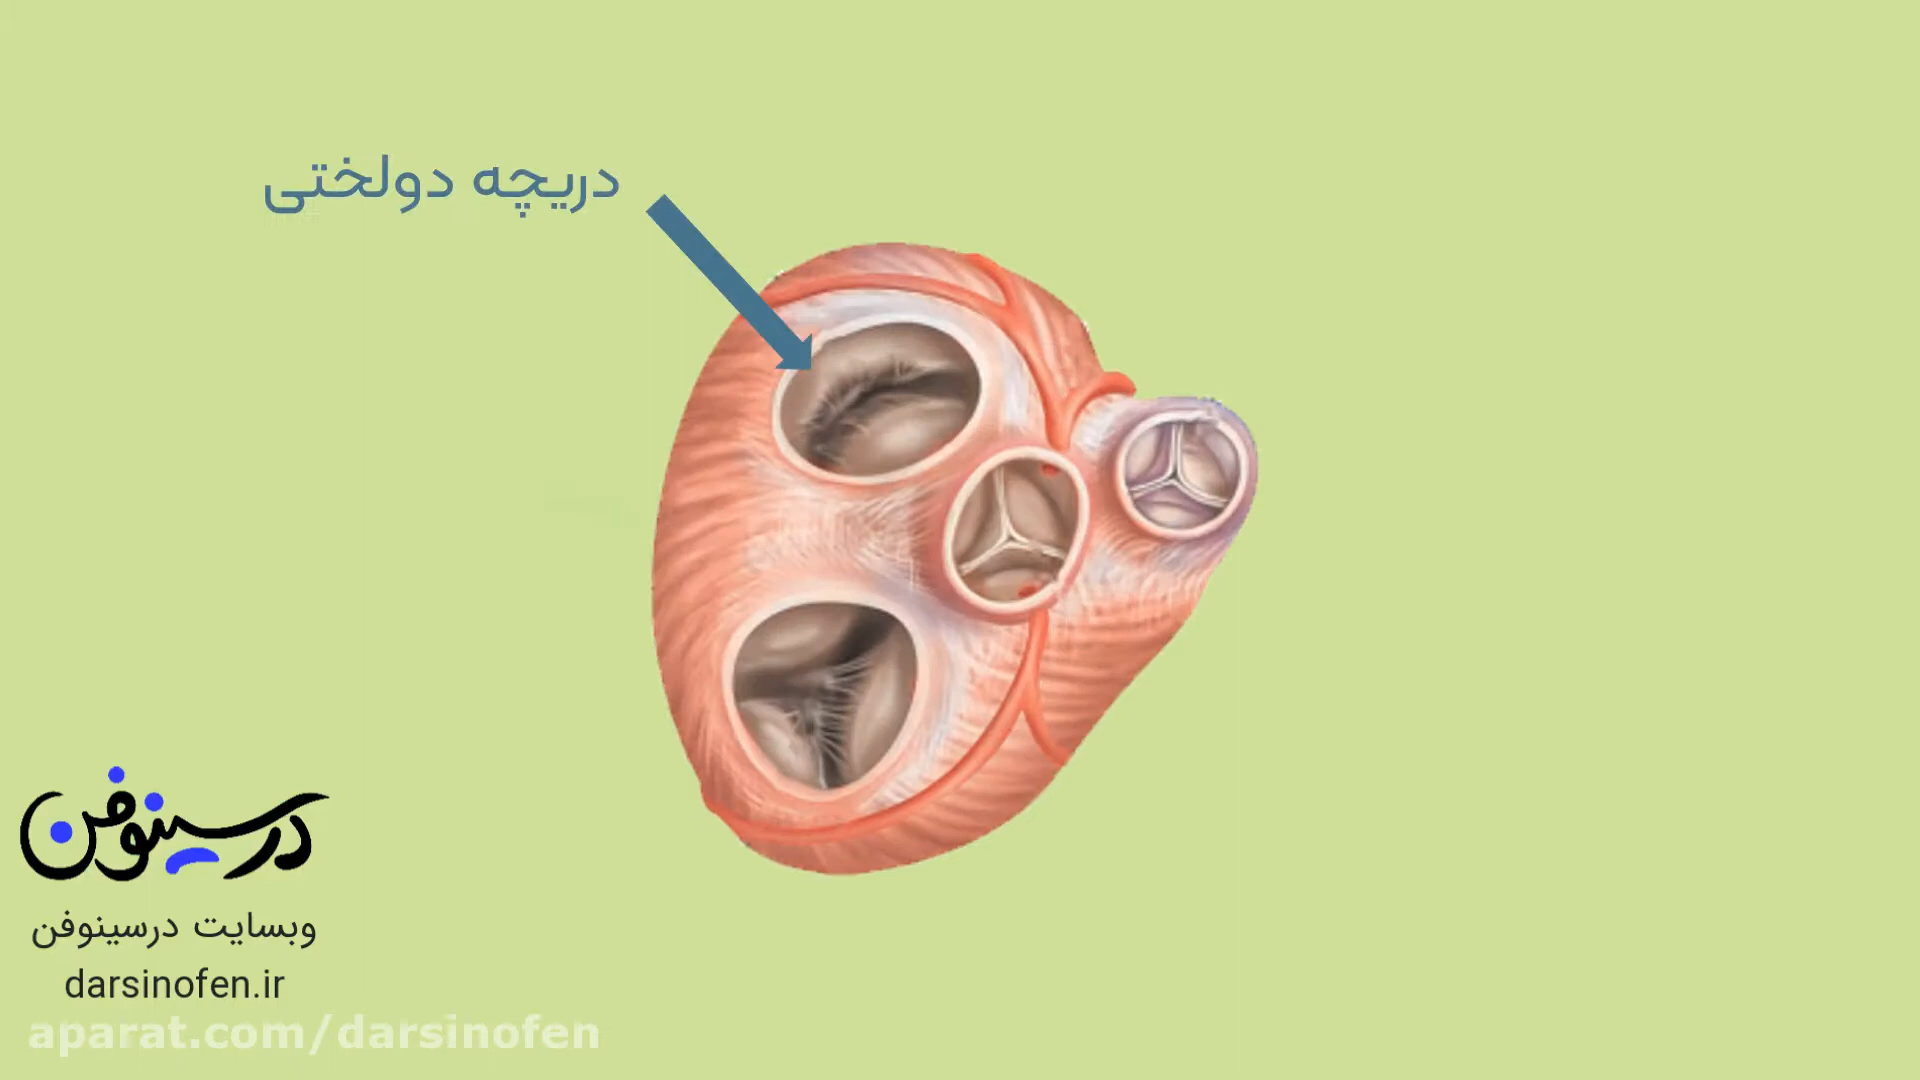 دریچه دولختی
درسینوفن
وبسایت درسینوفن
darsinofen.ir
aparat.com/darsinofen